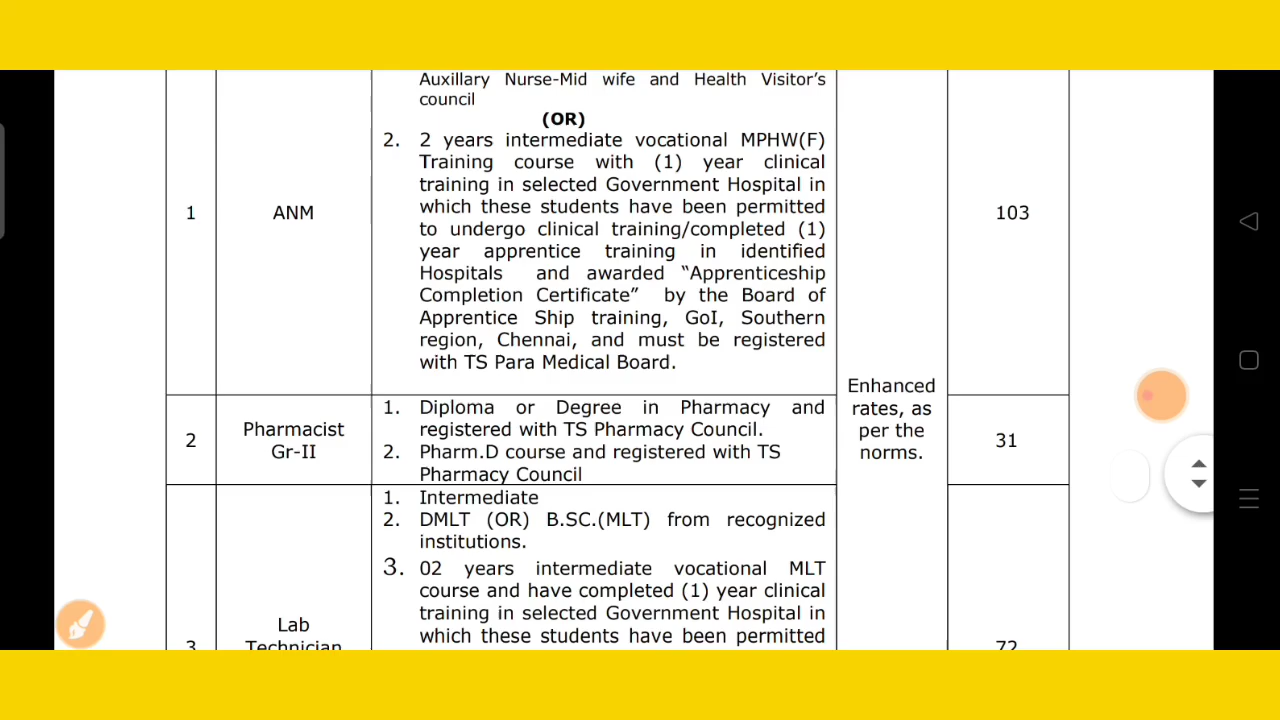 Auxillary Nurse-Mid wife and Health Visitor's
council
(OR)
2. 2 years intermediate vocational MPHW(F)
Training course with (1) year clinical
training in selected Government Hospital in
which these students have been permitted
to undergo clinical training/completed (1)
year apprentice training in identified
Hospitals and awarded "Apprenticeship
Completion Certificate" by the Board of
Apprentice Ship training, GoI, Southern
region, Chennai, and must be registered
with TS Para Medical Board.
1
ANM
103
Enhanced
rates, as
per the
norms.
2
Pharmacist
Gr-II
1. Diploma or Degree in Pharmacy and
registered with TS Pharmacy Council.
2. Pharm.D course and registered with TS
Pharmacy Council
31
3
Lab
Technician
1. Intermediate
2. DMLT (OR) B.SC.(MLT) from recognized
institutions.
3. 02 years intermediate vocational MLT
course and have completed (1) year clinical
training in selected Government Hospital in
which these students have been permitted
72